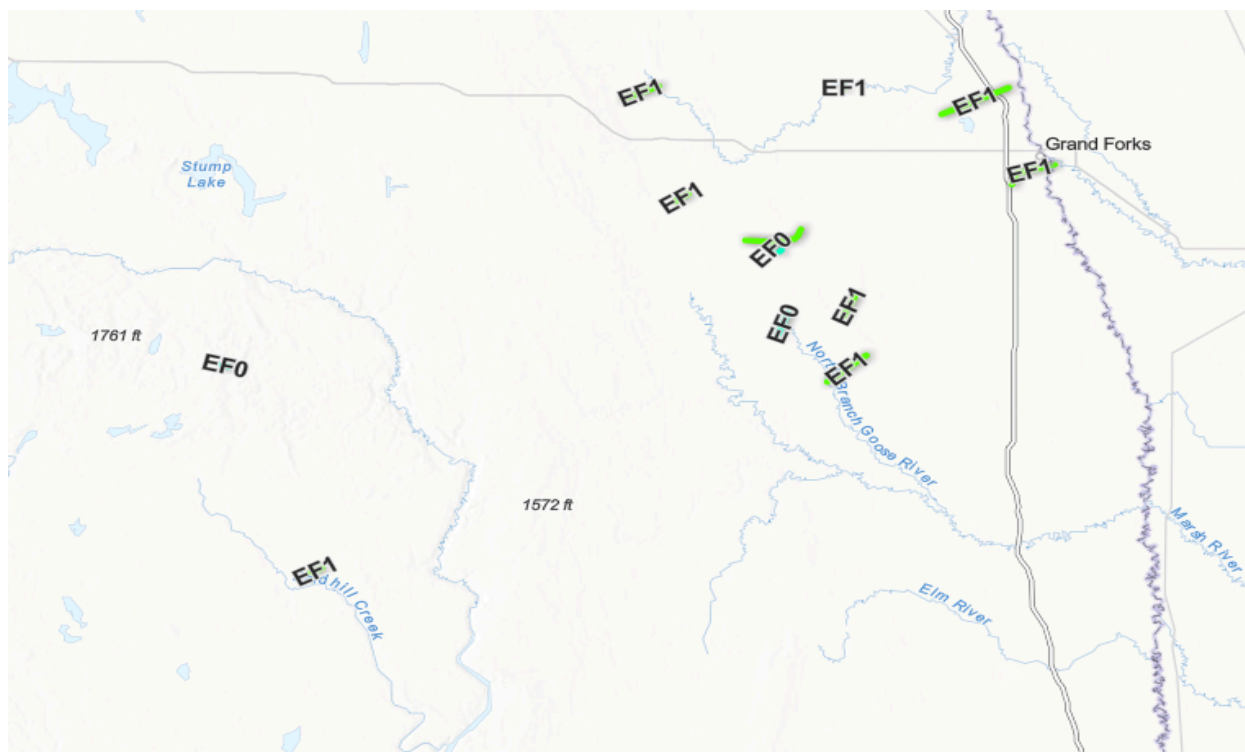 EF1
EF1
EF1
Grand Forks
Stump
Lake
EF1
EF1
EF0
EF1
EF0
1761 ft
EF0
EF1
North Branch Goose River
1572 ft
Marsh River
EF1
dhill Creek
Elm River